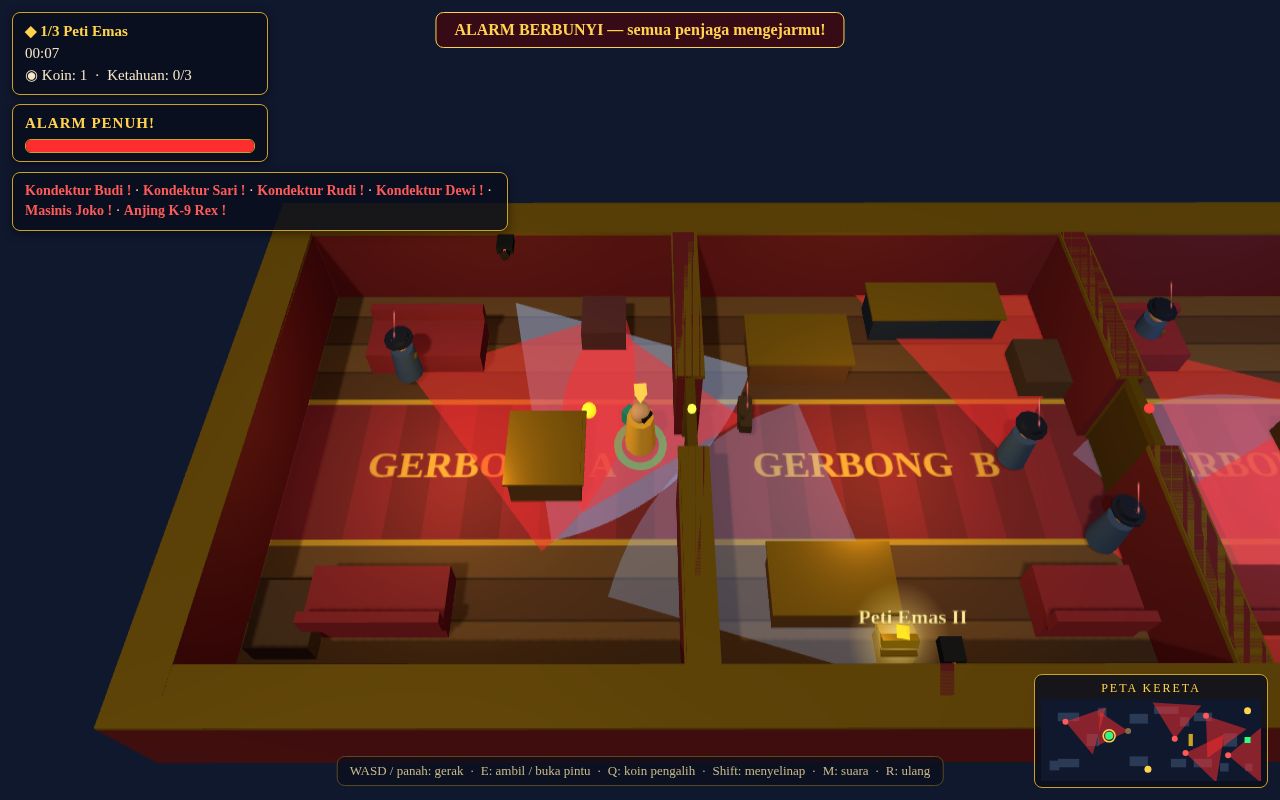 ◆ 1/3 Peti Emas
00:07
◉ Koin: 1 · Ketahuan: 0/3
ALARM BERBUNYI — semua penjaga mengejarmu!
ALARM PENUH!
Kondektur Budi ! · Kondektur Sari ! · Kondektur Rudi ! · Kondektur Dewi ! ·
Masinis Joko ! · Anjing K-9 Rex !
GERBO A
GERBONG B
RBO
Peti Emas II
PETA KERETA
WASD / panah: gerak · E: ambil / buka pintu · Q: koin pengalih · Shift: menyelinap · M: suara · R: ulang